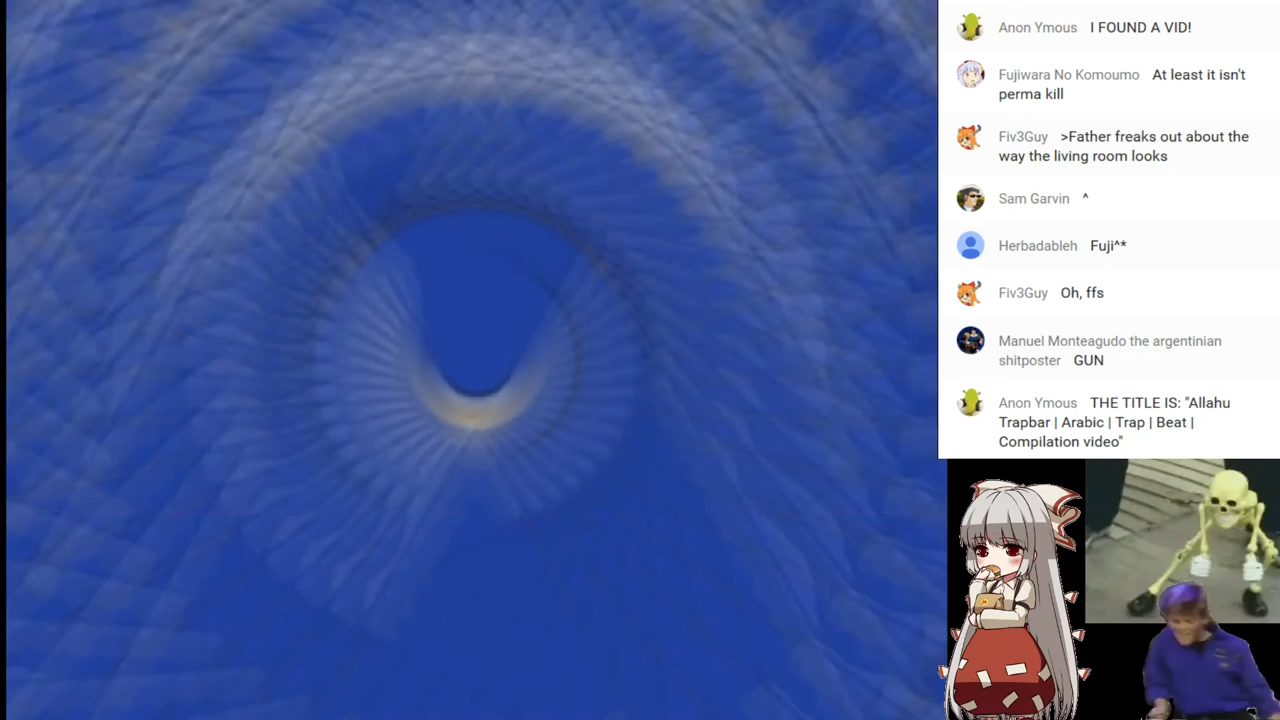 Anon Ymous I FOUND A VID!
Fujiwara No Komoumo At least it isn't
perma kill
Fiv3Guy >Father freaks out about the
way the living room looks
Sam Garvin ^
Herbadableh Fuji^*
Fiv3Guy Oh, ffs
Manuel Monteagudo the argentinian
shitposter GUN
Anon Ymous THE TITLE IS: "Allahu
Trapbar | Arabic | Trap | Beat |
Compilation video"